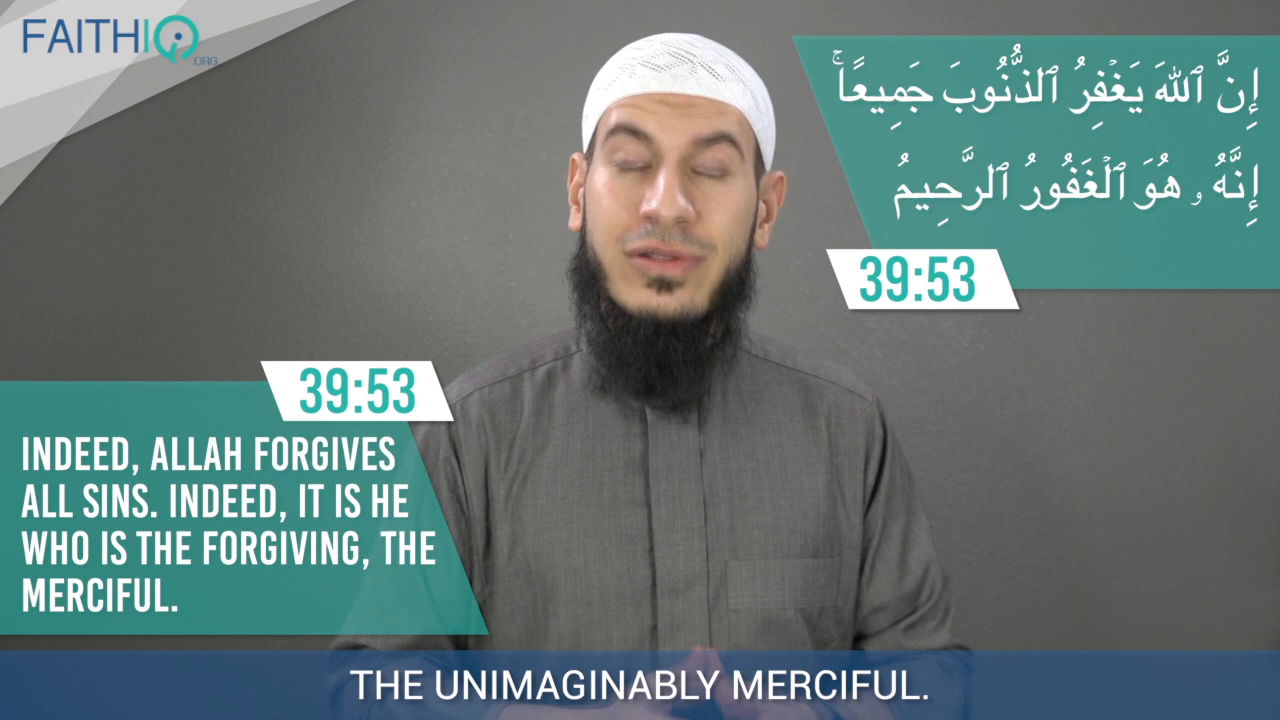 FAITHIQ
.ORG
إِنَّ ٱللَّهَ يَغْفِرُ ٱلذُّنُوبَ جَمِيعًا ۚ
إِنَّهُۥ هُوَ ٱلْغَفُورُ ٱلرَّحِيمُ
39:53
39:53
INDEED, ALLAH FORGIVES
ALL SINS. INDEED, IT IS HE
WHO IS THE FORGIVING, THE
MERCIFUL.
THE UNIMAGINABLY MERCIFUL.